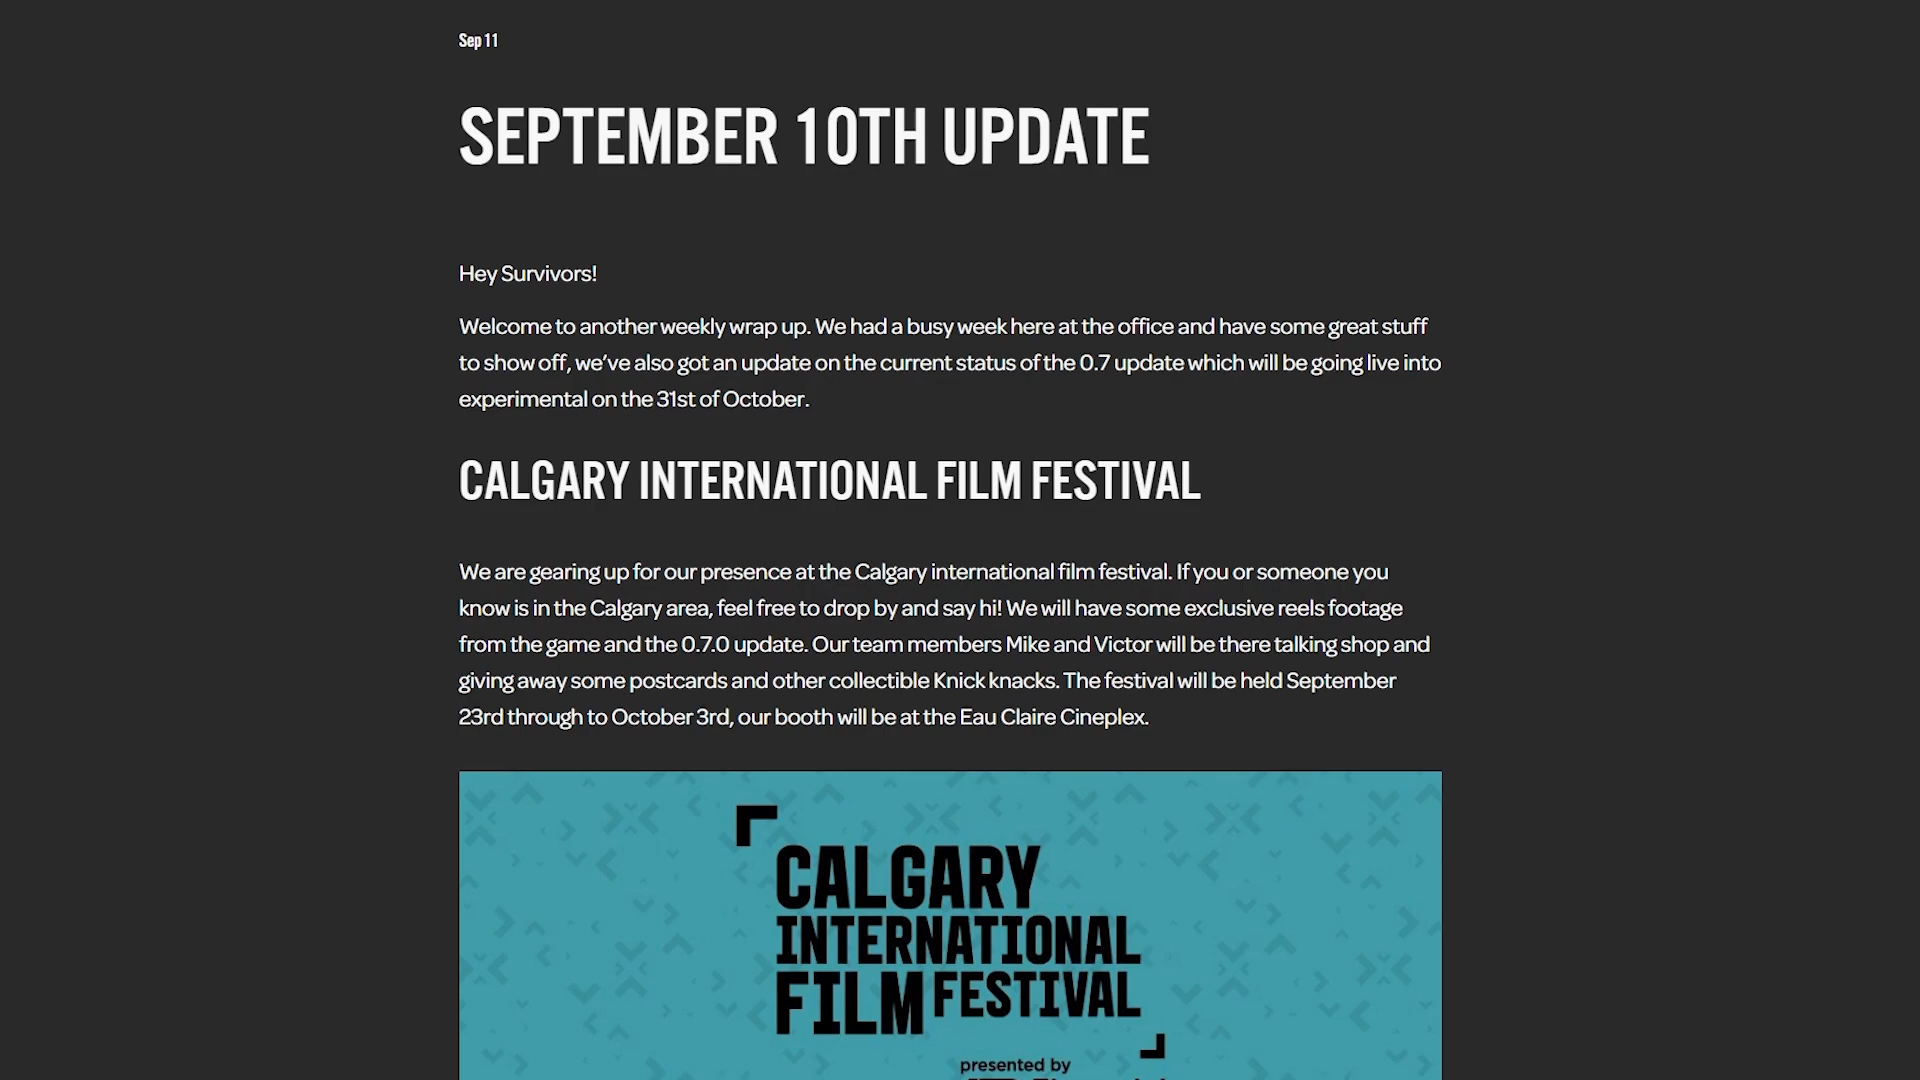 Sep 11
SEPTEMBER 10TH UPDATE
Hey Survivors!
Welcome to another weekly wrap up. We had a busy week here at the office and have some great stuff
to show off, we’ve also got an update on the current status of the 0.7 update which will be going live into
experimental on the 31st of October.
CALGARY INTERNATIONAL FILM FESTIVAL
We are gearing up for our presence at the Calgary international film festival. If you or someone you
know is in the Calgary area, feel free to drop by and say hi! We will have some exclusive reels footage
from the game and the 0.7.0 update. Our team members Mike and Victor will be there talking shop and
giving away some postcards and other collectible Knick knacks. The festival will be held September
23rd through to October 3rd, our booth will be at the Eau Claire Cineplex.
CALGARY
INTERNATIONAL
FILM FESTIVAL
presented by